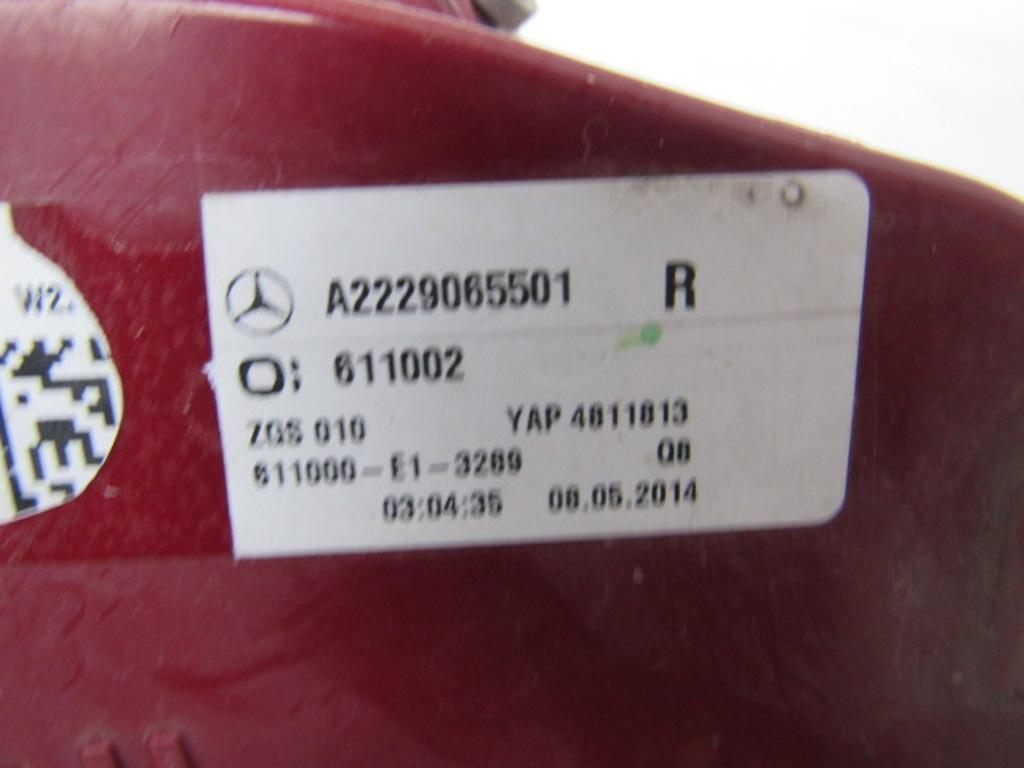 A2229065501 R
W2.
611002
ZGS 010 YAP 4811813
611000-E1-3289 Q8
03:04:35 08.05.2014